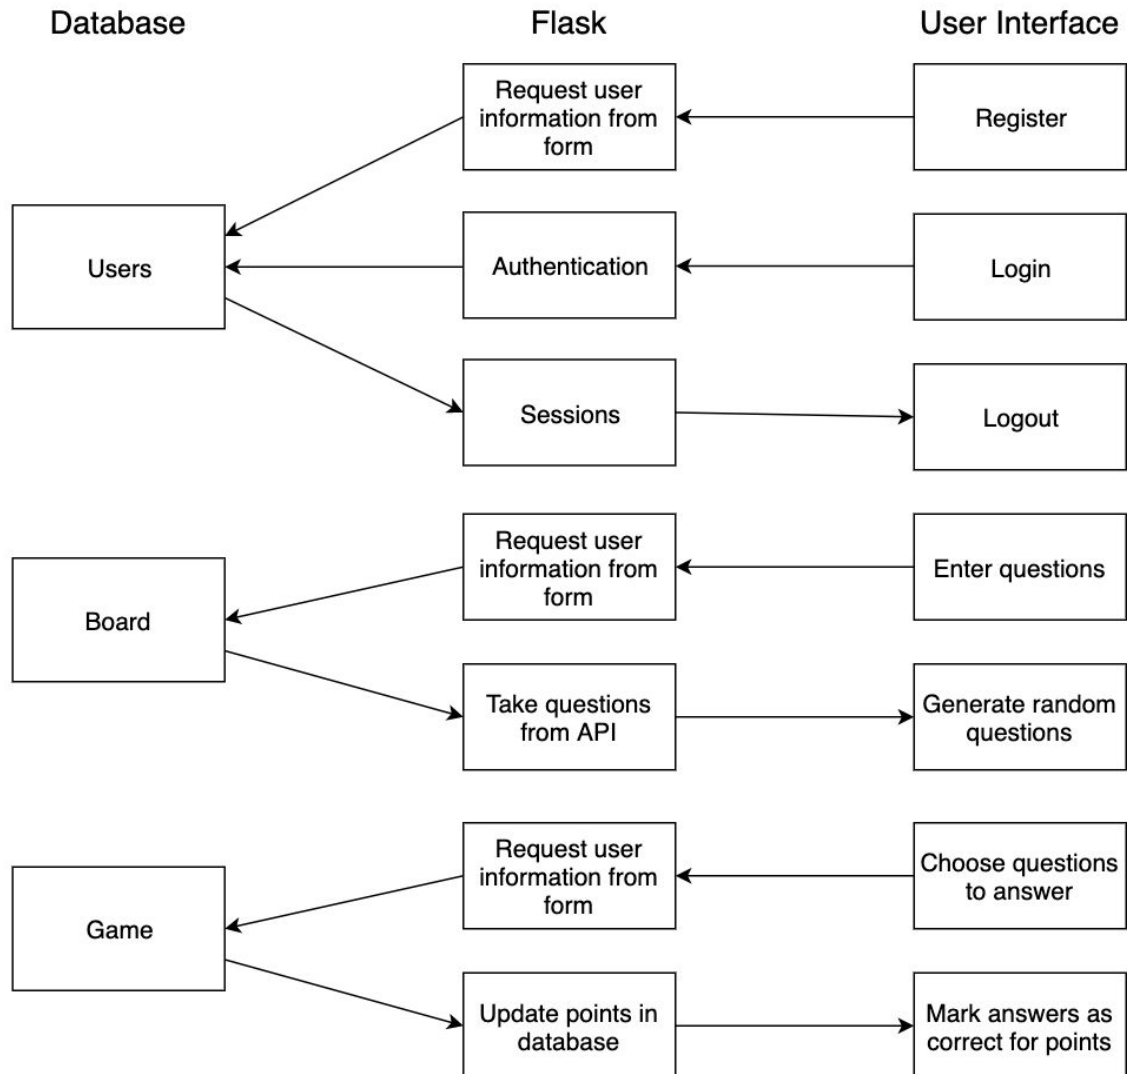 Database
Flask
User Interface
Request user
information from
form
Register
Users
Authentication
Login
Sessions
Logout
Board
Request user
information from
form
Enter questions
Take questions
from API
Generate random
questions
Game
Request user
information from
form
Choose questions
to answer
Update points in
database
Mark answers as
correct for points